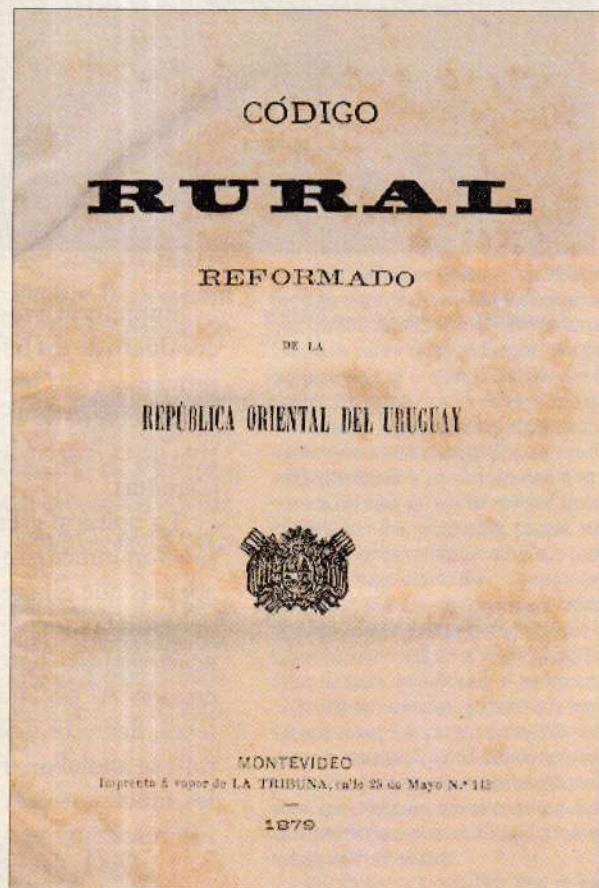 CÓDIGO
RURAL
REFORMADO
DE LA
REPÚBLICA ORIENTAL DEL URUGUAY
MONTEVIDEO
Imprenta á vapor de LA TRIBUNA, calle 25 de Mayo N.º
1879